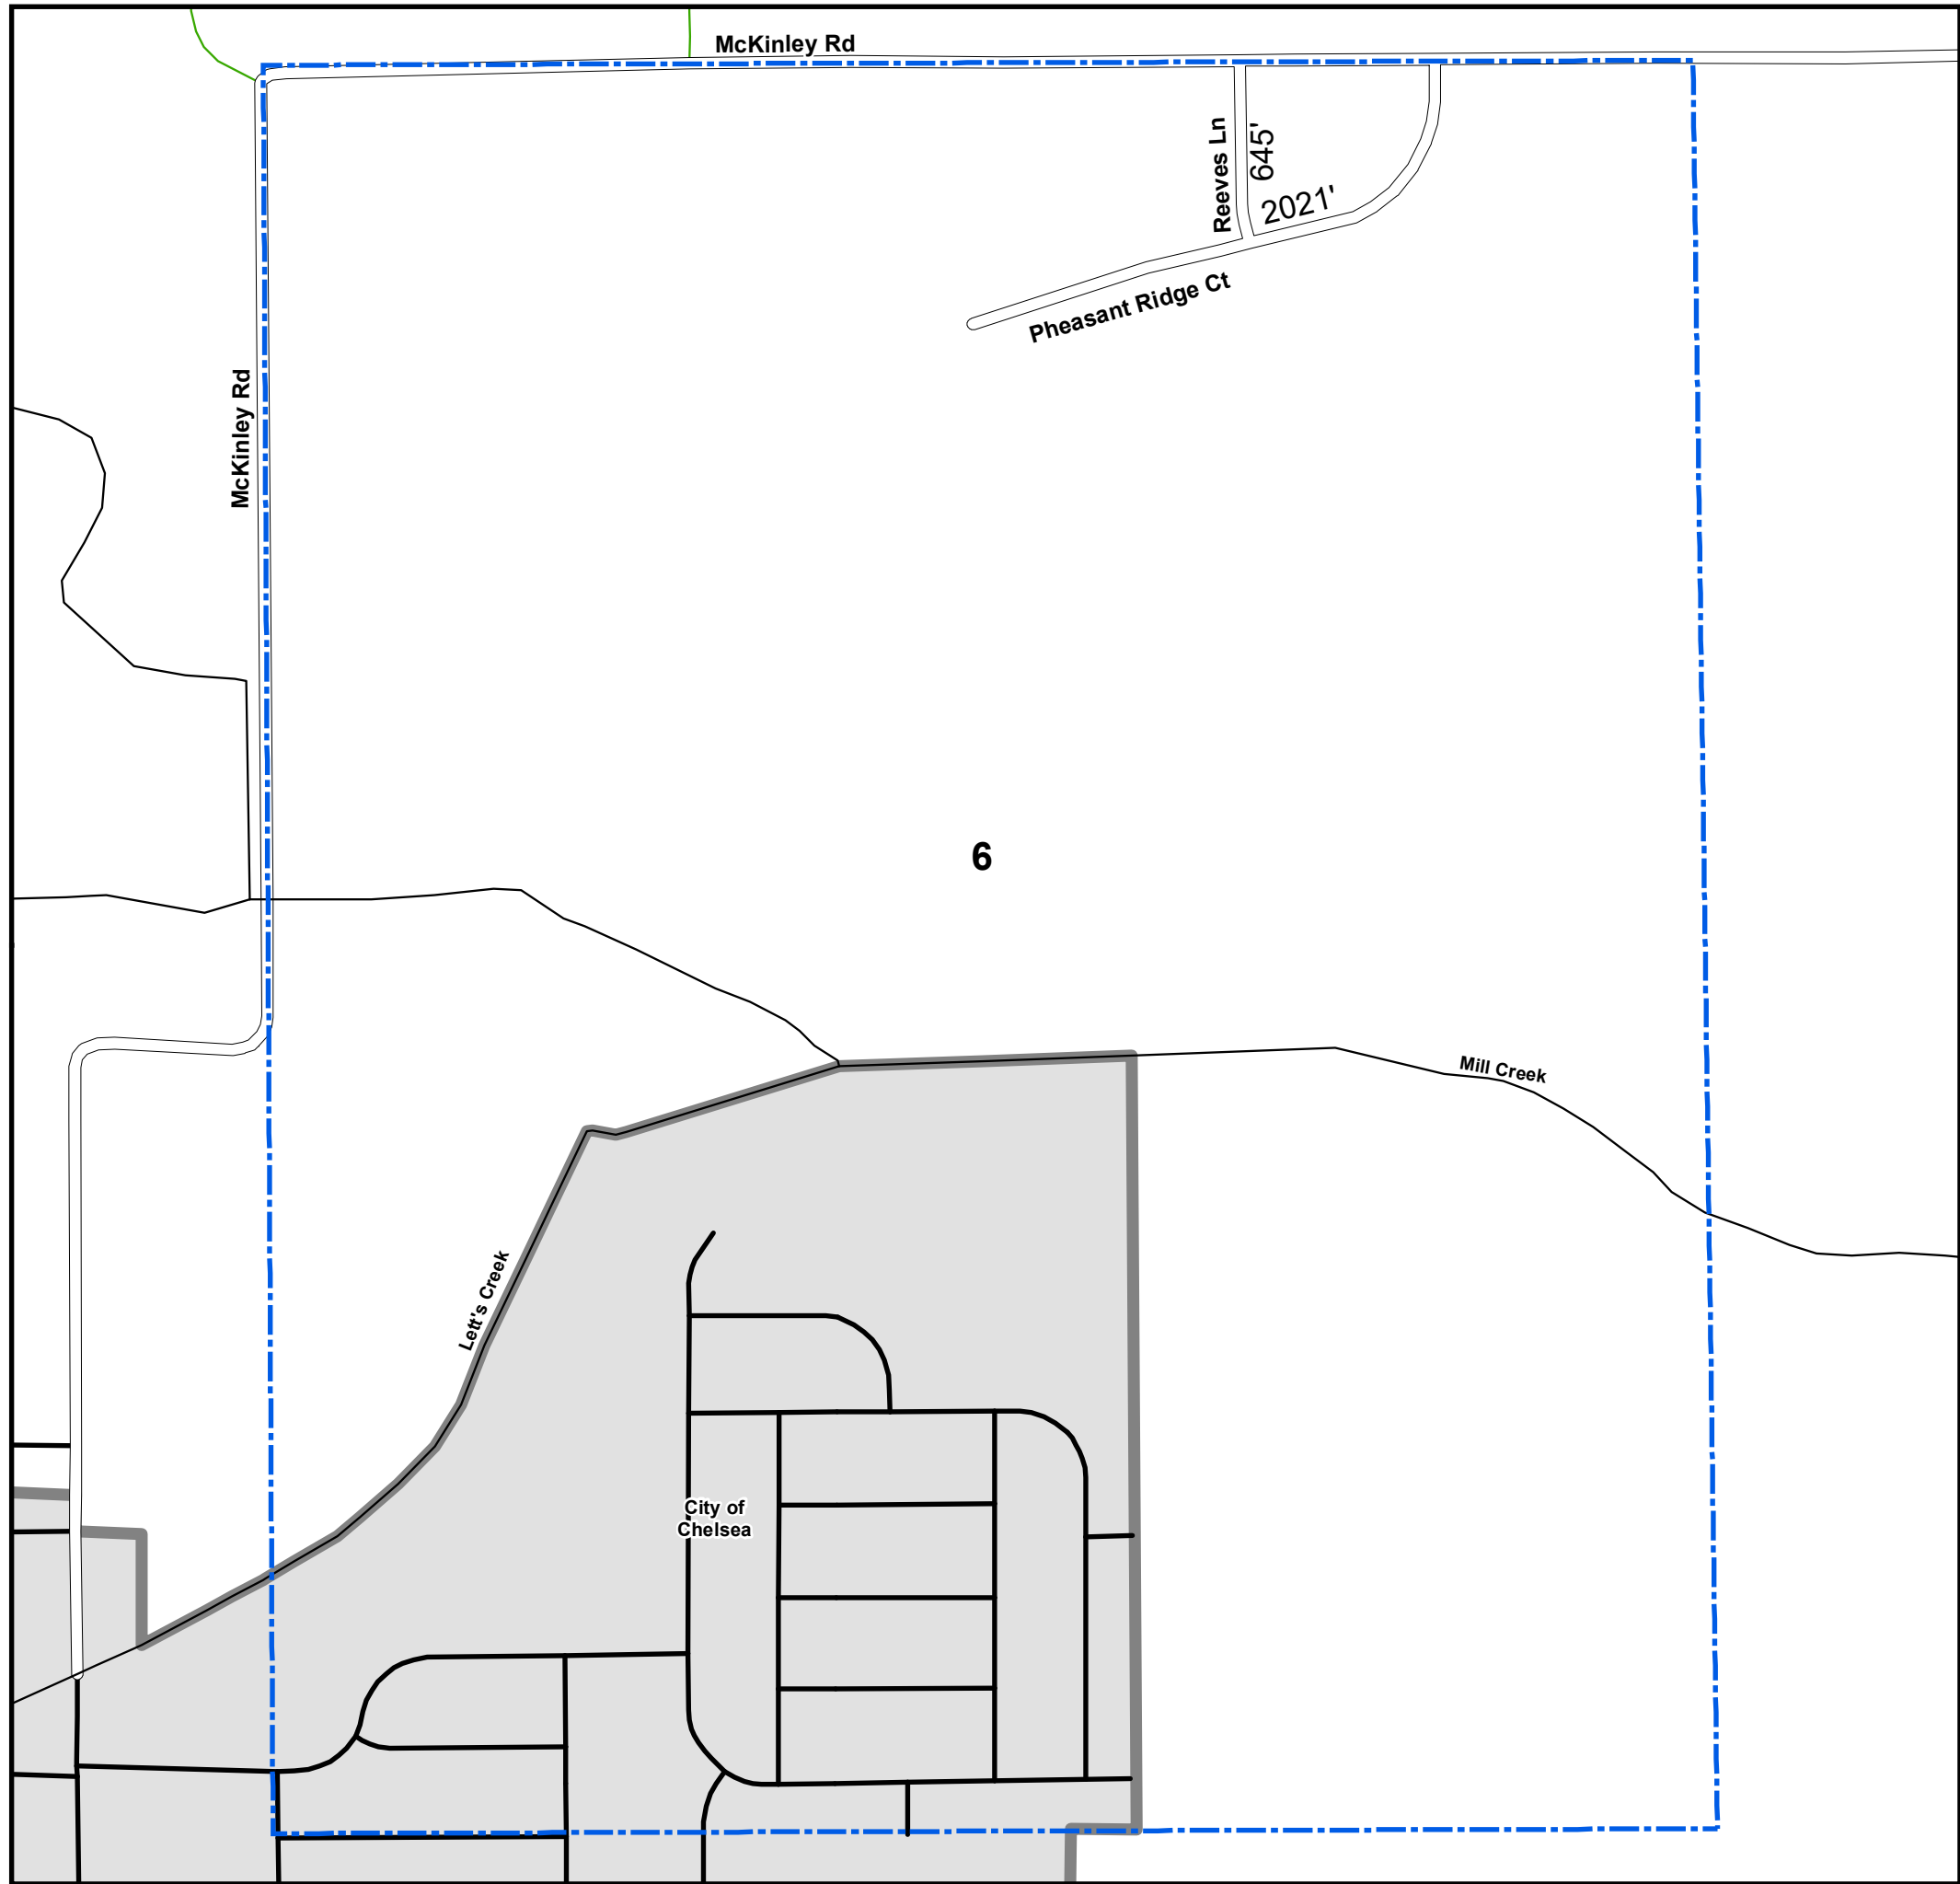 McKinley Rd
Reeves Ln
645'
2021'
Pheasant Ridge Ct
McKinley Rd
6
Mill Creek
Lett's Creek
City of
Chelsea